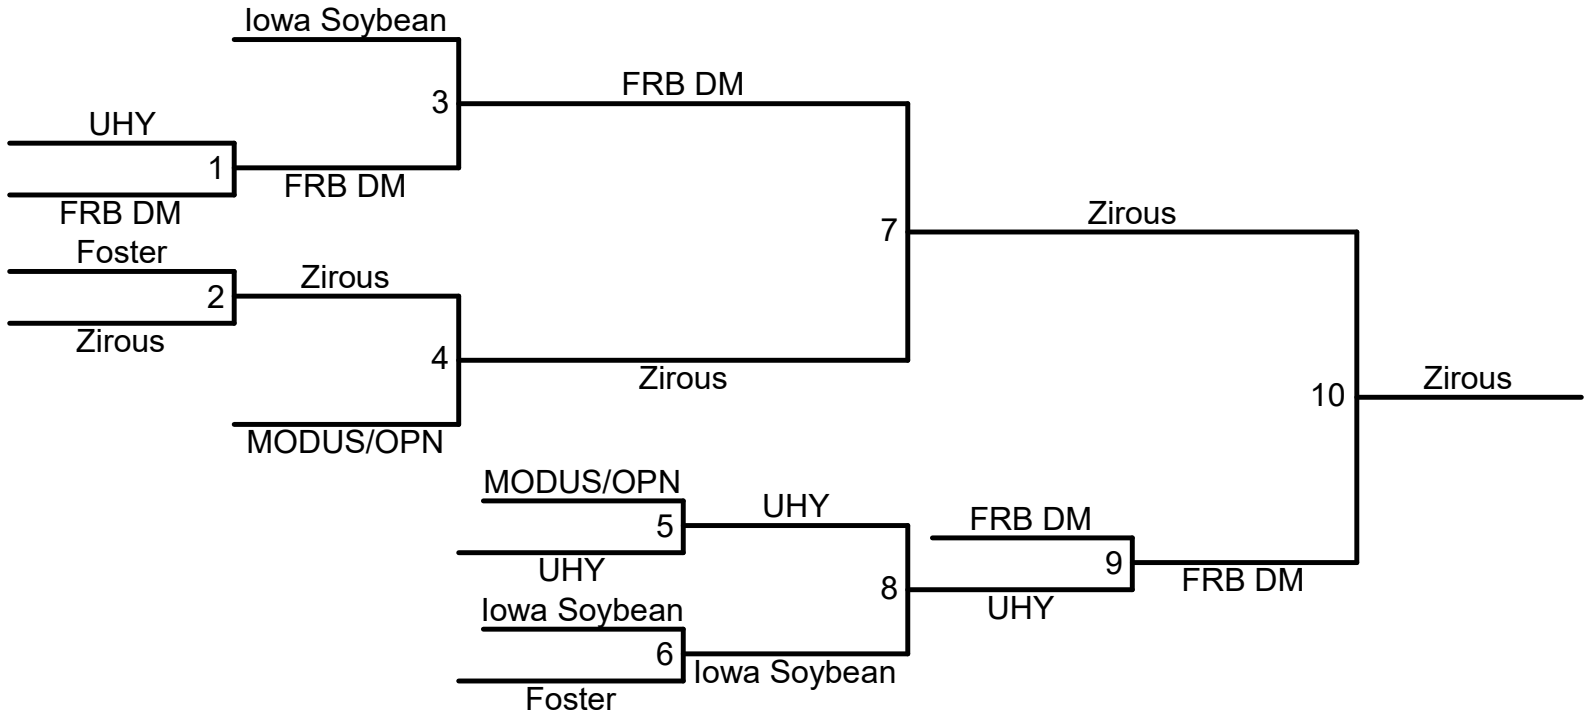 Iowa Soybean
3
FRB DM
UHY
1
FRB DM
FRB DM
Foster
2
Zirous
Zirous
4
Zirous
MODUS/OPN
7
Zirous
MODUS/OPN
5
UHY
UHY
Iowa Soybean
6
Foster
Iowa Soybean
8
UHY
FRB DM
9
FRB DM
10
Zirous